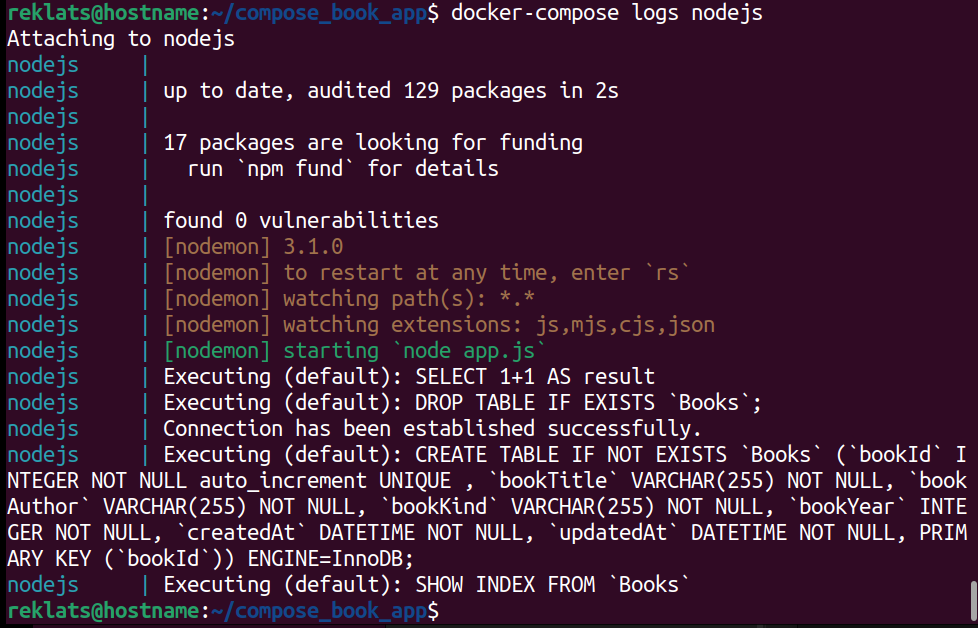 reklats@hostname:~/compose_book_app$ docker-compose logs nodejs
Attaching to nodejs
nodejs     |
nodejs     | up to date, audited 129 packages in 2s
nodejs     |
nodejs     | 17 packages are looking for funding
nodejs     |   run `npm fund` for details
nodejs     |
nodejs     | found 0 vulnerabilities
nodejs     | [nodemon] 3.1.0
nodejs     | [nodemon] to restart at any time, enter `rs`
nodejs     | [nodemon] watching path(s): *.*
nodejs     | [nodemon] watching extensions: js,mjs,cjs,json
nodejs     | [nodemon] starting `node app.js`
nodejs     | Executing (default): SELECT 1+1 AS result
nodejs     | Executing (default): DROP TABLE IF EXISTS `Books`;
nodejs     | Connection has been established successfully.
nodejs     | Executing (default): CREATE TABLE IF NOT EXISTS `Books` (`bookId` I
NTEGER NOT NULL auto_increment UNIQUE , `bookTitle` VARCHAR(255) NOT NULL, `book
Author` VARCHAR(255) NOT NULL, `bookKind` VARCHAR(255) NOT NULL, `bookYear` INTE
GER NOT NULL, `createdAt` DATETIME NOT NULL, `updatedAt` DATETIME NOT NULL, PRIM
ARY KEY (`bookId`)) ENGINE=InnoDB;
nodejs     | Executing (default): SHOW INDEX FROM `Books`
reklats@hostname:~/compose_book_app$